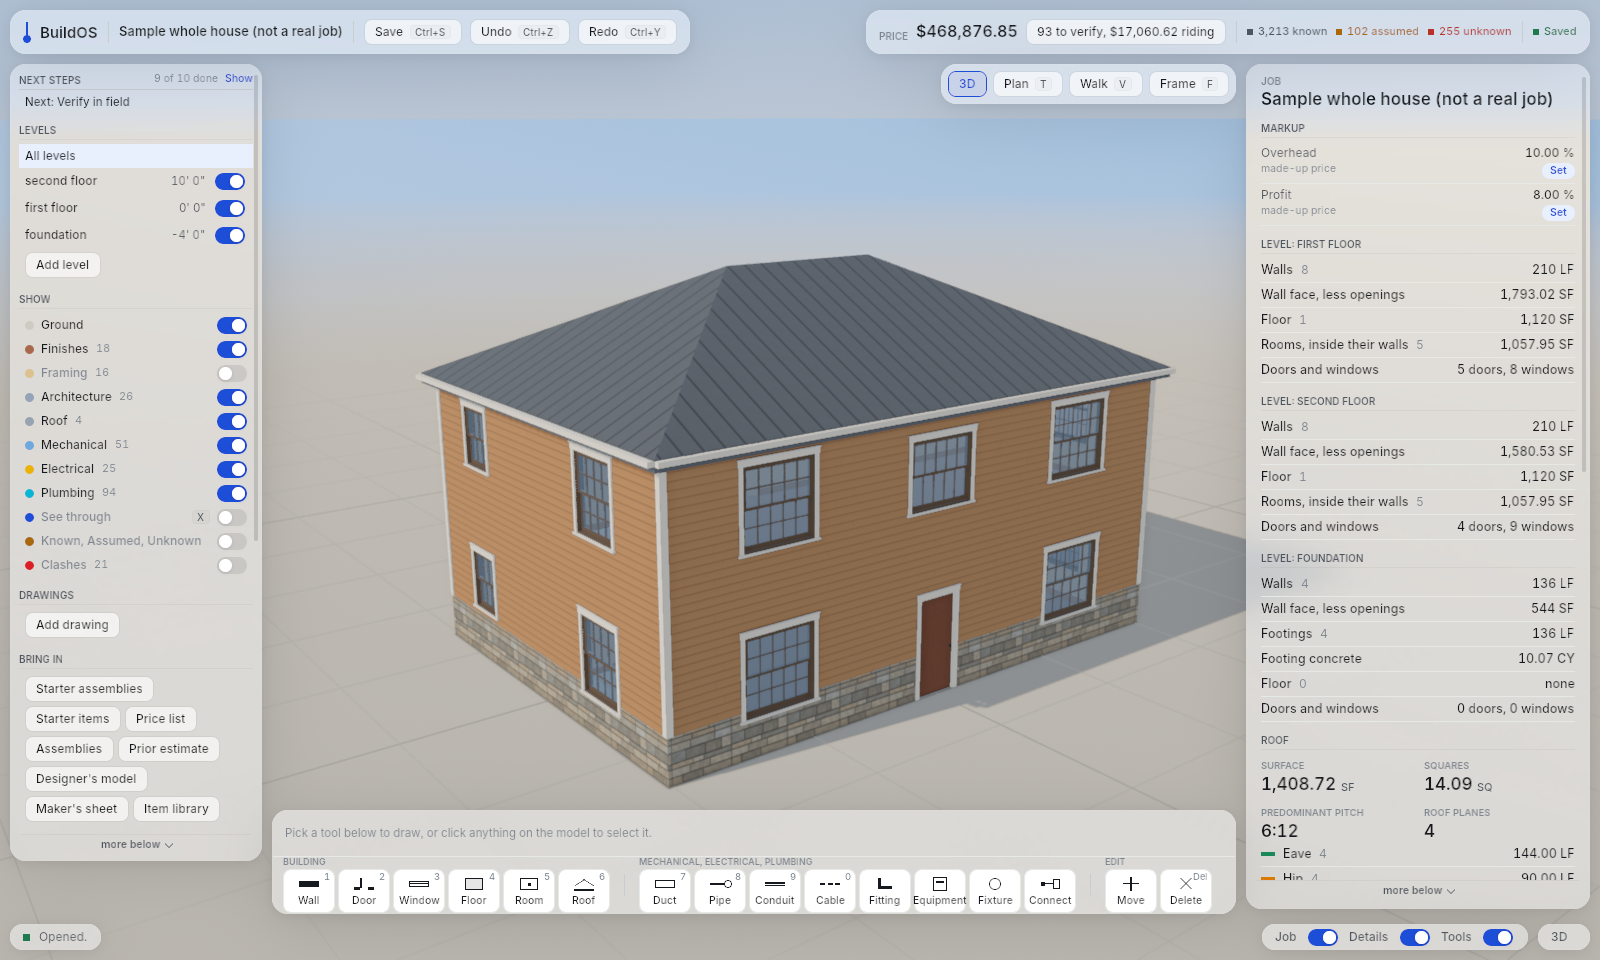 BuildOS
Sample whole house (not a real job)
Save Ctrl+S
Undo Ctrl+Z
Redo Ctrl+Y
PRICE $468,876.85
93 to verify, $17,060.62 riding
3,213 known
102 assumed
255 unknown
Saved
NEXT STEPS 9 of 10 done Show
Next: Verify in field
LEVELS
All levels
second floor 10' 0"
first floor 0' 0"
foundation -4' 0"
Add level
SHOW
Ground
Finishes 18
Framing 16
Architecture 26
Roof 4
Mechanical 51
Electrical 25
Plumbing 94
See through X
Known, Assumed, Unknown
Clashes 21
DRAWINGS
Add drawing
BRING IN
Starter assemblies
Starter items Price list
Assemblies Prior estimate
Designer's model
Maker's sheet Item library
more below
Opened.
3D
Plan T
Walk V
Frame F
Pick a tool below to draw, or click anything on the model to select it.
BUILDING
1 2 3 4 5 6
Wall Door Window Floor Room Roof
MECHANICAL, ELECTRICAL, PLUMBING
7 8 9 0
Duct Pipe Conduit Cable Fitting Equipment Fixture Connect
EDIT
Del
Move Delete
JOB
Sample whole house (not a real job)
MARKUP
Overhead 10.00 %
made-up price Set
Profit 8.00 %
made-up price Set
LEVEL: FIRST FLOOR
Walls 8 210 LF
Wall face, less openings 1,793.02 SF
Floor 1 1,120 SF
Rooms, inside their walls 5 1,057.95 SF
Doors and windows 5 doors, 8 windows
LEVEL: SECOND FLOOR
Walls 8 210 LF
Wall face, less openings 1,580.53 SF
Floor 1 1,120 SF
Rooms, inside their walls 5 1,057.95 SF
Doors and windows 4 doors, 9 windows
LEVEL: FOUNDATION
Walls 4 136 LF
Wall face, less openings 544 SF
Footings 4 136 LF
Footing concrete 10.07 CY
Floor 0 none
Doors and windows 0 doors, 0 windows
ROOF
SURFACE SQUARES
1,408.72 SF 14.09 SQ
PREDOMINANT PITCH ROOF PLANES
6:12 4
Eave 4 144.00 LF
Hip 4 90.00 LF
more below
Job Details Tools 3D